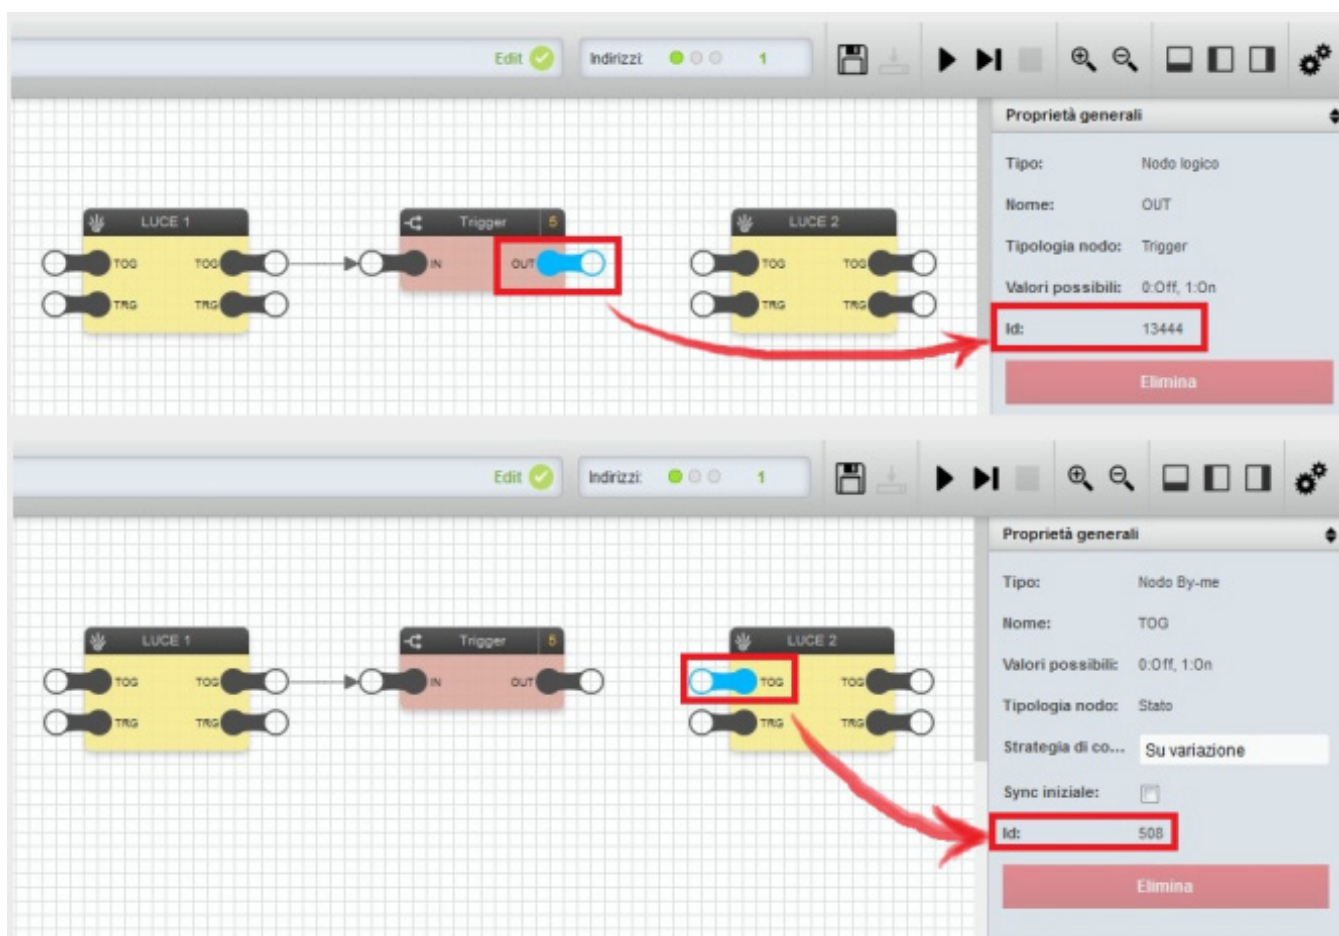 Edit Indirizzi: 1
Proprietà generali
Tipo: Nodo logico
Nome: OUT
Tipologia nodo: Trigger
Valori possibili: 0:Off, 1:On
Id: 13444
Elimina
LUCE 1
TOG TOG
TRG TRG
Trigger 5
IN OUT
LUCE 2
TOG TOG
TRG TRG
Edit Indirizzi: 1
Proprietà generali
Tipo: Nodo By-me
Nome: TOG
Valori possibili: 0:Off, 1:On
Tipologia nodo: Stato
Strategia di co... Su variazione
Sync iniziale:
Id: 508
Elimina
LUCE 1
TOG TOG
TRG TRG
Trigger 5
IN OUT
LUCE 2
TOG TOG
TRG TRG